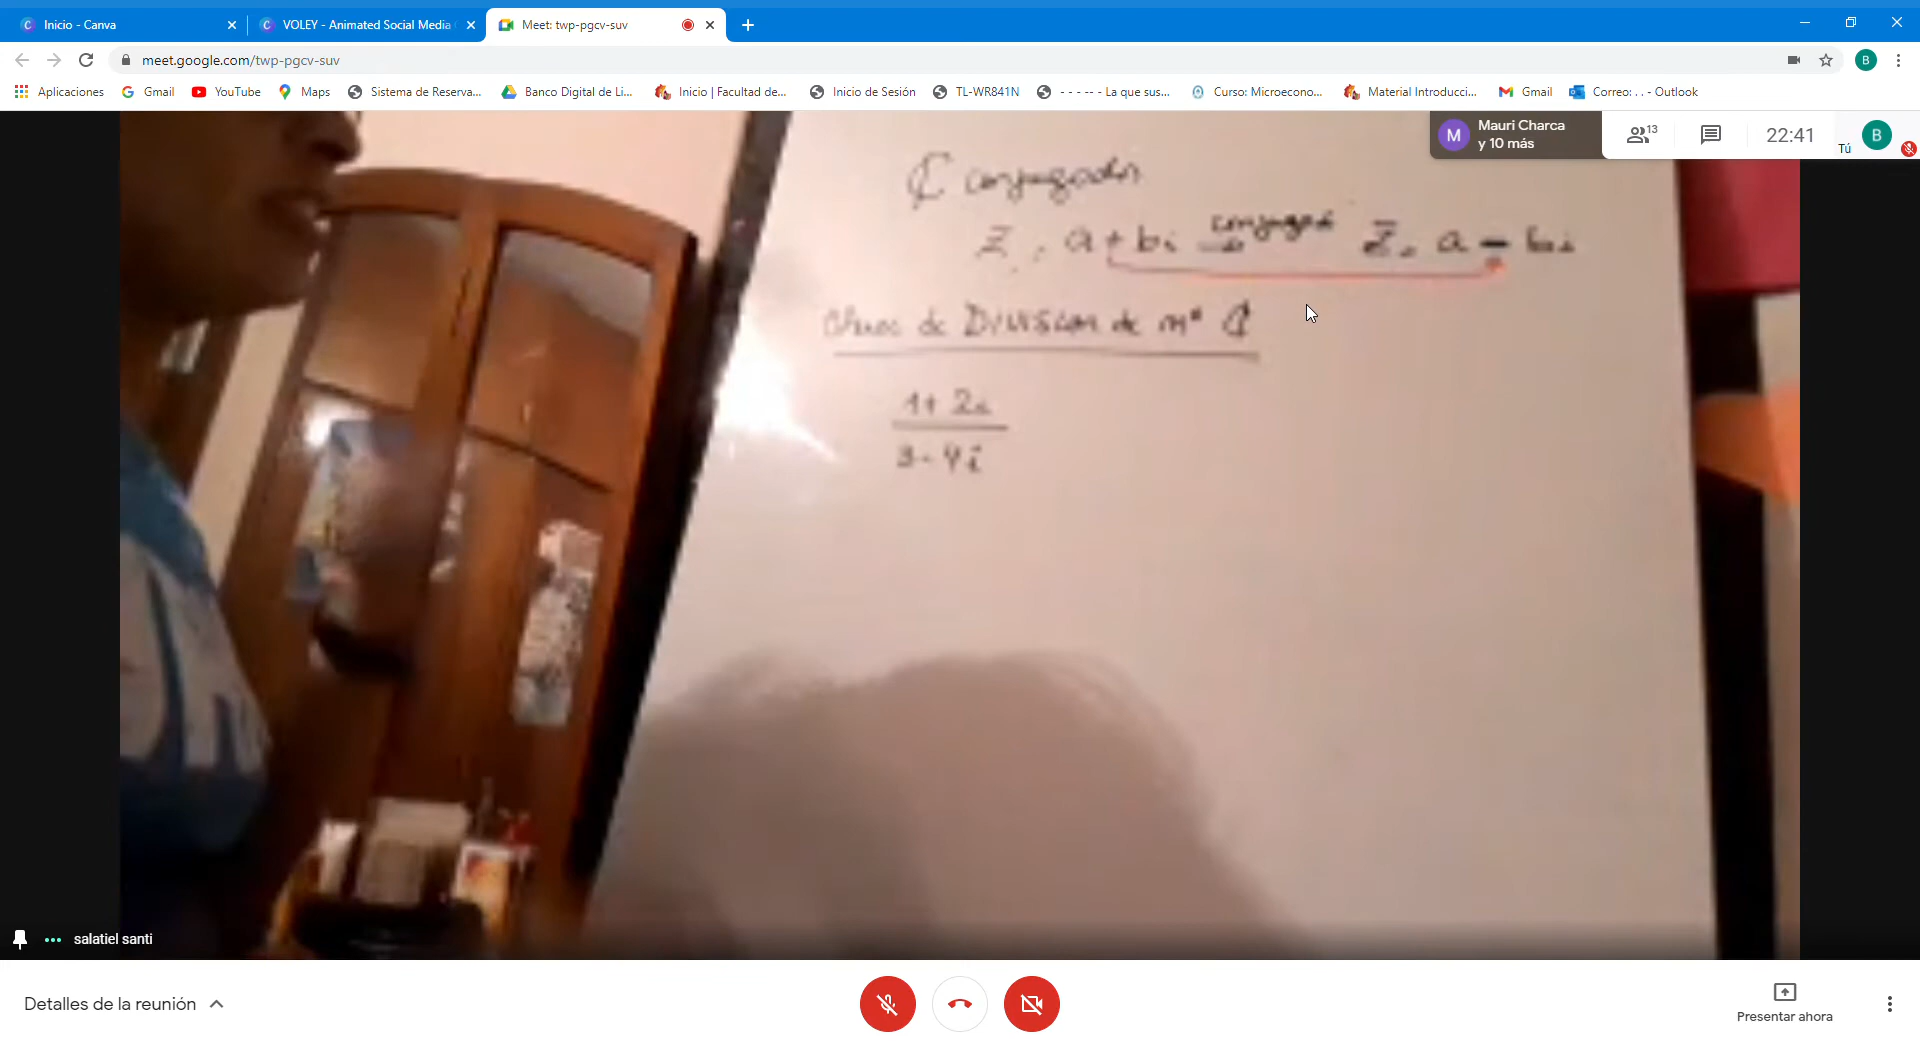 Inicio - Canva
VOLEY - Animated Social Media
Meet: twp-pgcv-suv
meet.google.com/twp-pgcv-suv
B
Aplicaciones
Gmail
YouTube
Maps
Sistema de Reserva...
Banco Digital de Li...
Inicio | Facultad de...
Inicio de Sesión
TL-WR841N
- - - -- - La que sus...
Curso: Microecono...
Material Introducci...
Gmail
Correo: . . - Outlook
M
Mauri Charca
y 10 más
13
22:41
Tú
B
ℂ conjugados
Z = a + bi conjugado Z̄ = a - bi
de División de nº ℂ
1 + 2i
3 - 4i
salatiel santi
Detalles de la reunión
Presentar ahora